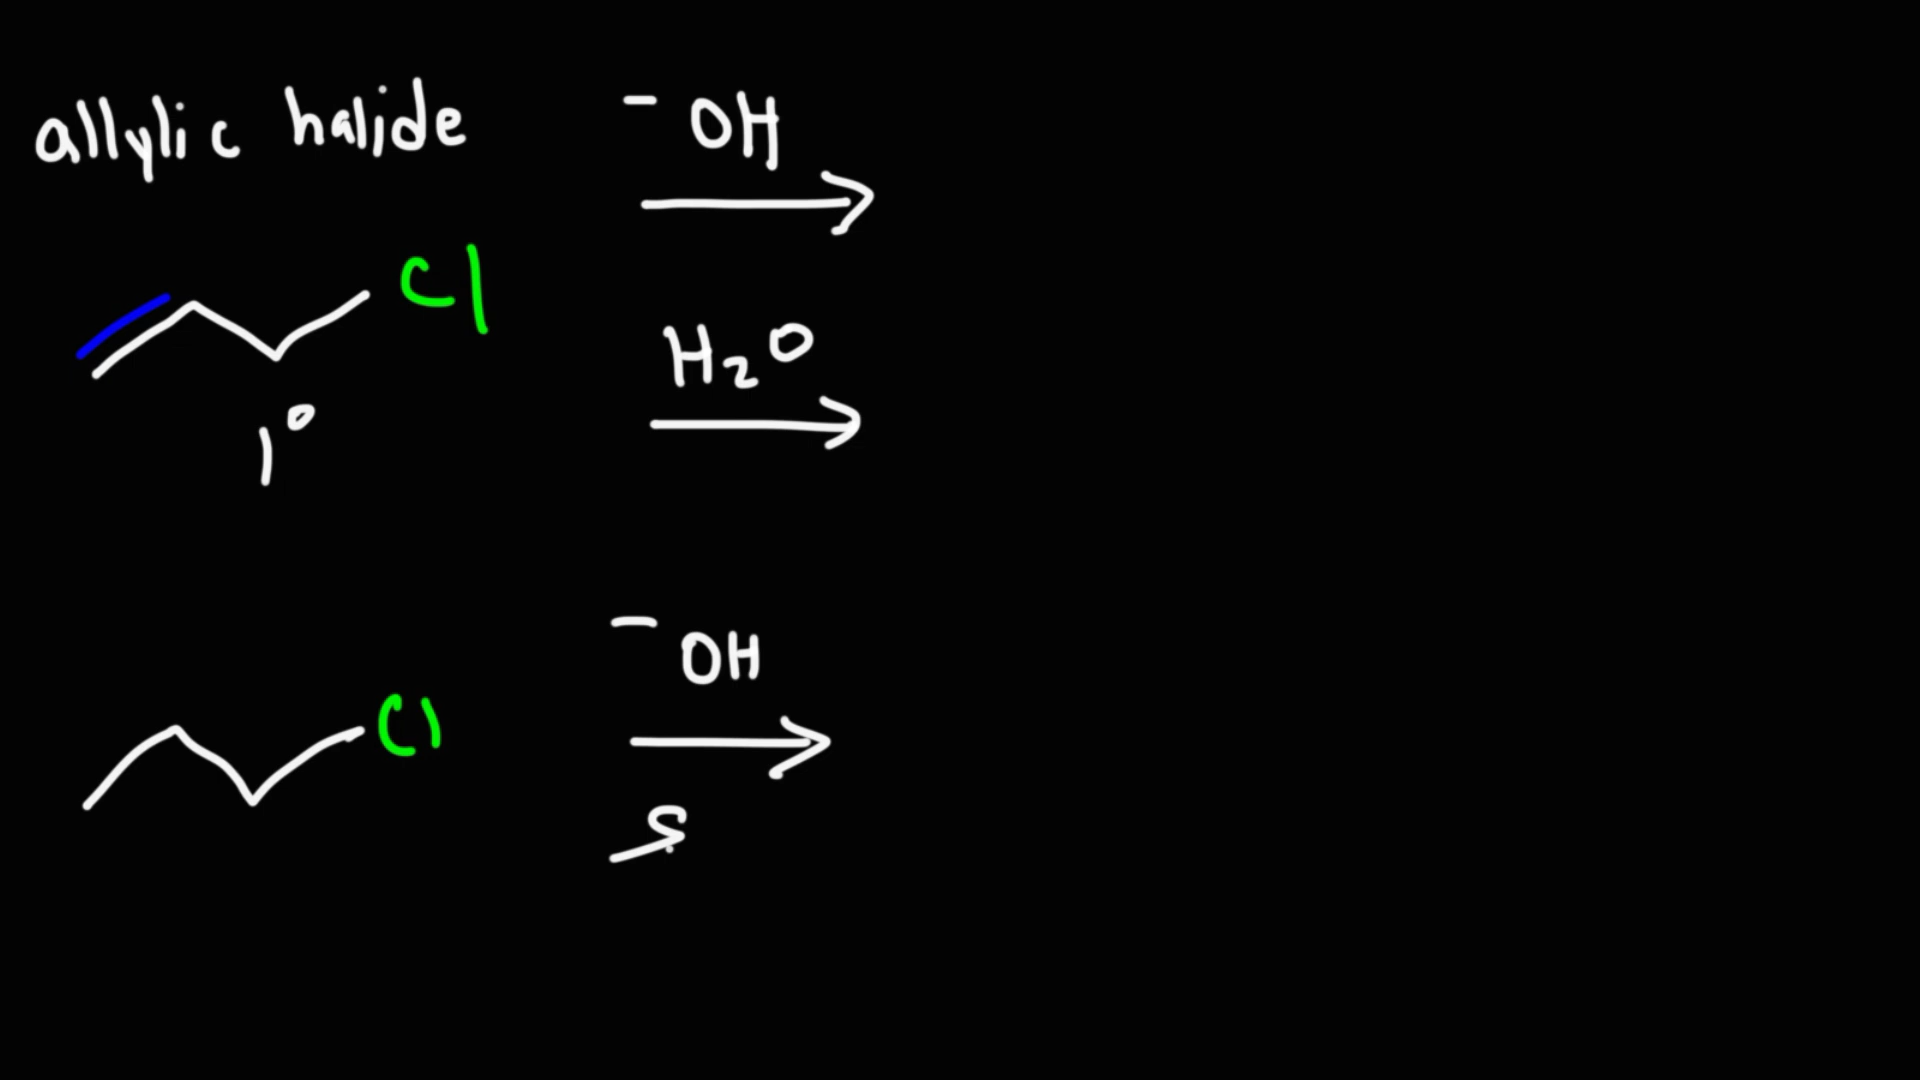 allylic halide
⁻OH
Cl
H₂O
1°
⁻OH
Cl
S